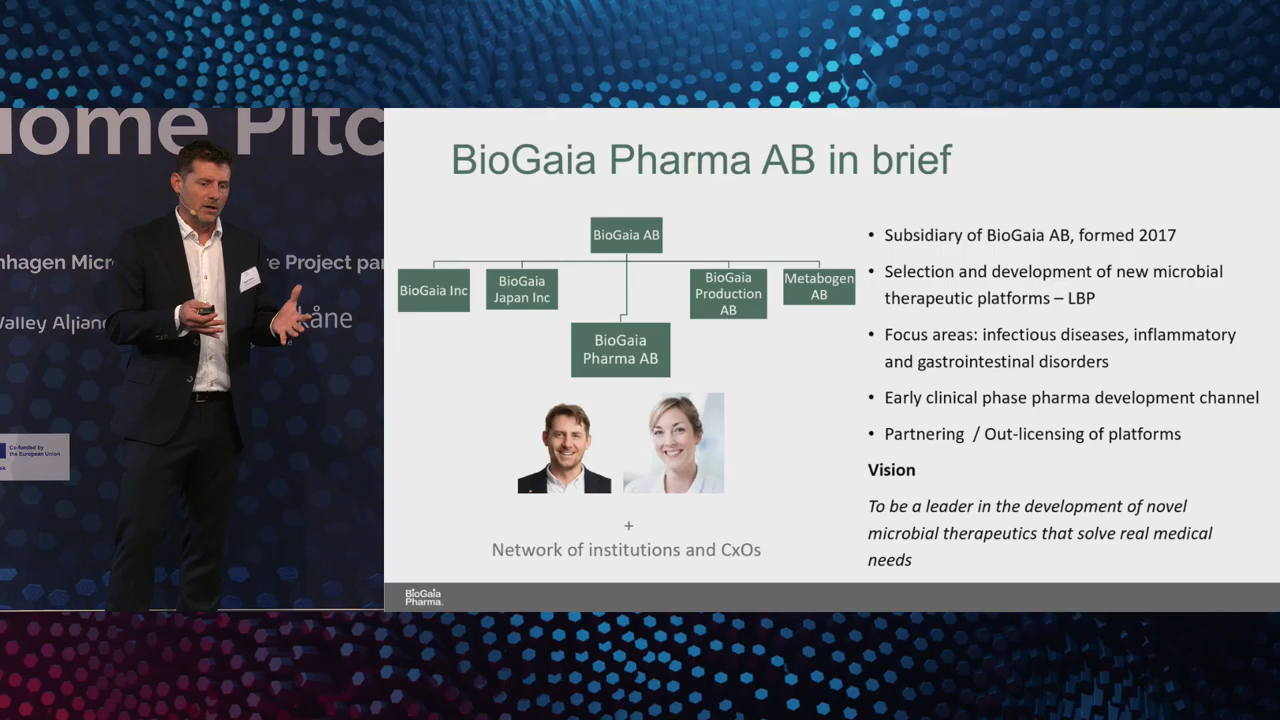 ome Pitc
nhagen Micr
e Project par
Valley Allianc
kåne
Co-funded by
the European Union
BioGaia Pharma AB in brief
BioGaia AB
BioGaia Inc
BioGaia
Japan Inc
BioGaia
Production
AB
Metabogen
AB
BioGaia
Pharma AB
+
Network of institutions and CxOs
• Subsidiary of BioGaia AB, formed 2017
• Selection and development of new microbial
therapeutic platforms – LBP
• Focus areas: infectious diseases, inflammatory
and gastrointestinal disorders
• Early clinical phase pharma development channel
• Partnering / Out-licensing of platforms
Vision
To be a leader in the development of novel
microbial therapeutics that solve real medical
needs
BioGaia
Pharma.